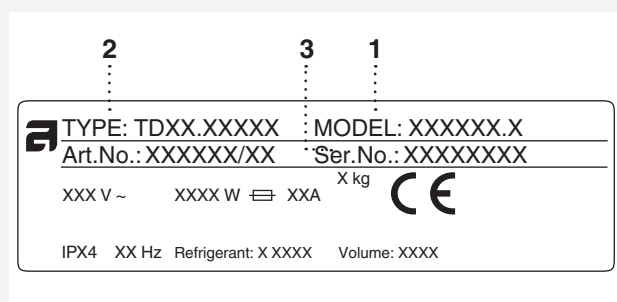 2 3 1
TYPE: TDXX.XXXXX MODEL: XXXXXX.X
Art.No.: XXXXXX/XX Ser.No.: XXXXXXXX
XXX V ~ XXXX W XXA X kg CE
IPX4 XX Hz Refrigerant: X XXXX Volume: XXXX